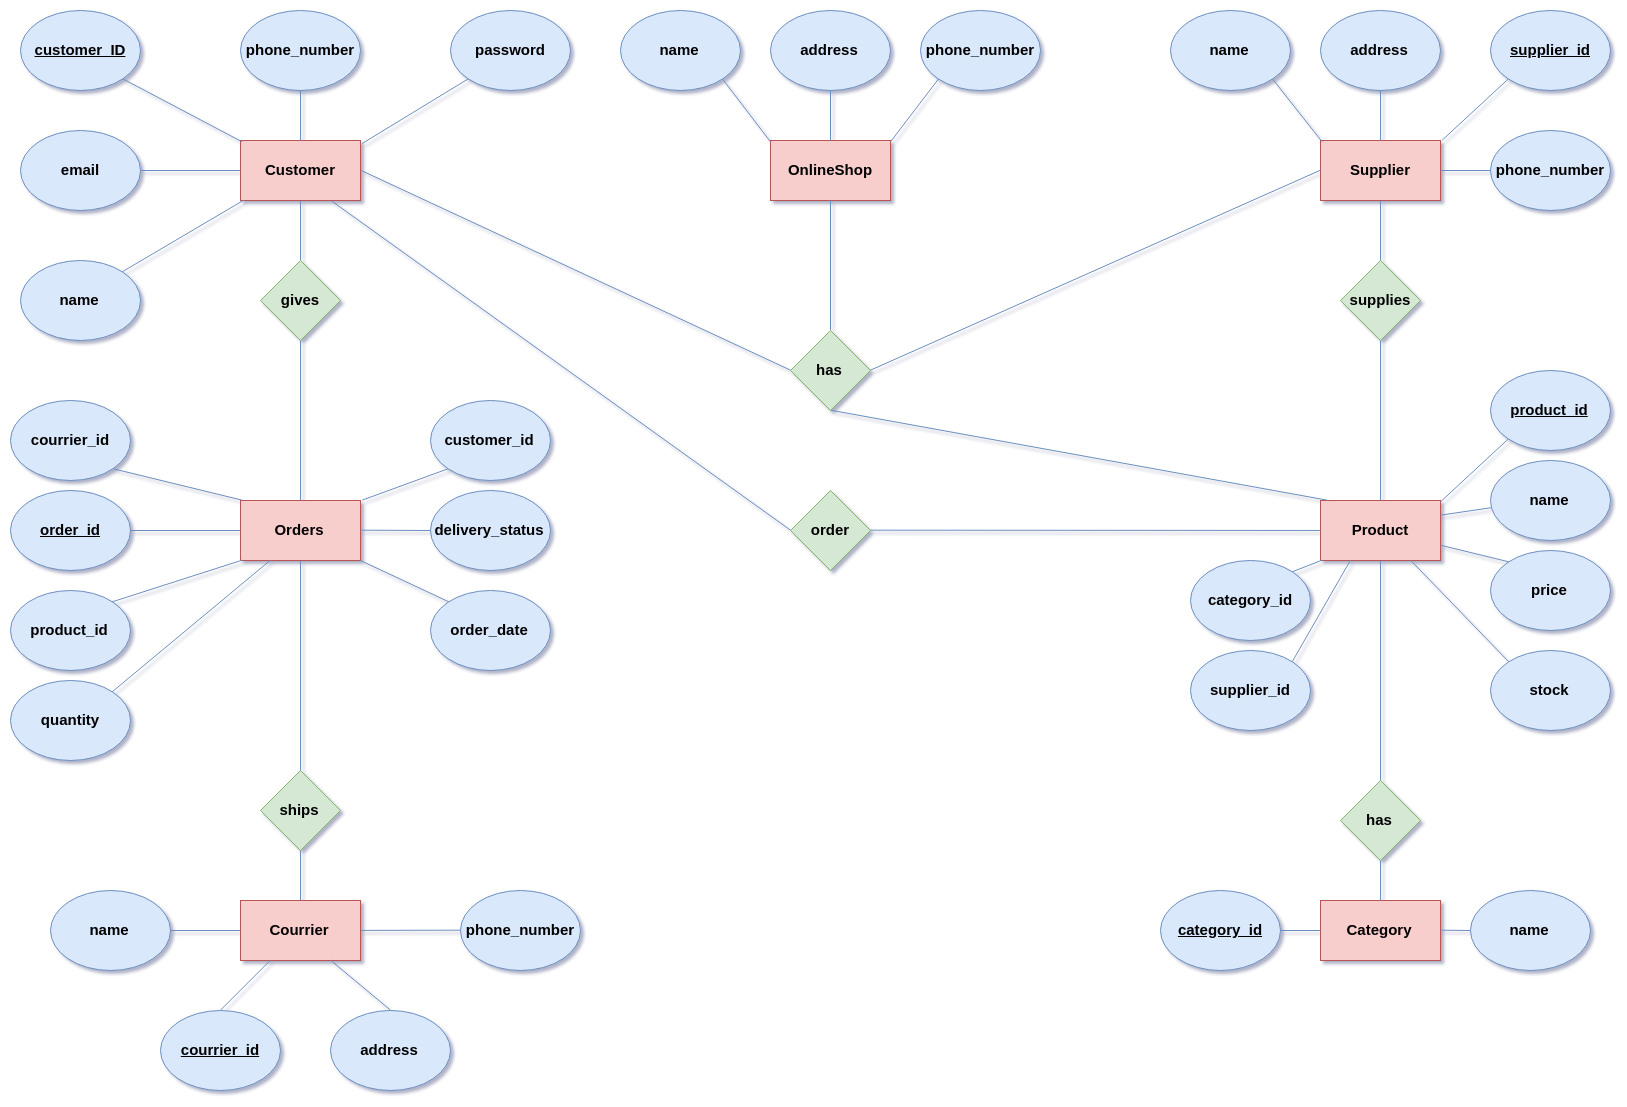 customer_ID
phone_number
password
name
address
phone_number
name
address
supplier_id
email
Customer
OnlineShop
Supplier
phone_number
name
gives
supplies
has
courrier_id
customer_id
product_id
order_id
Orders
delivery_status
order
Product
name
product_id
order_date
category_id
price
quantity
supplier_id
stock
ships
has
name
Courrier
phone_number
category_id
Category
name
courrier_id
address